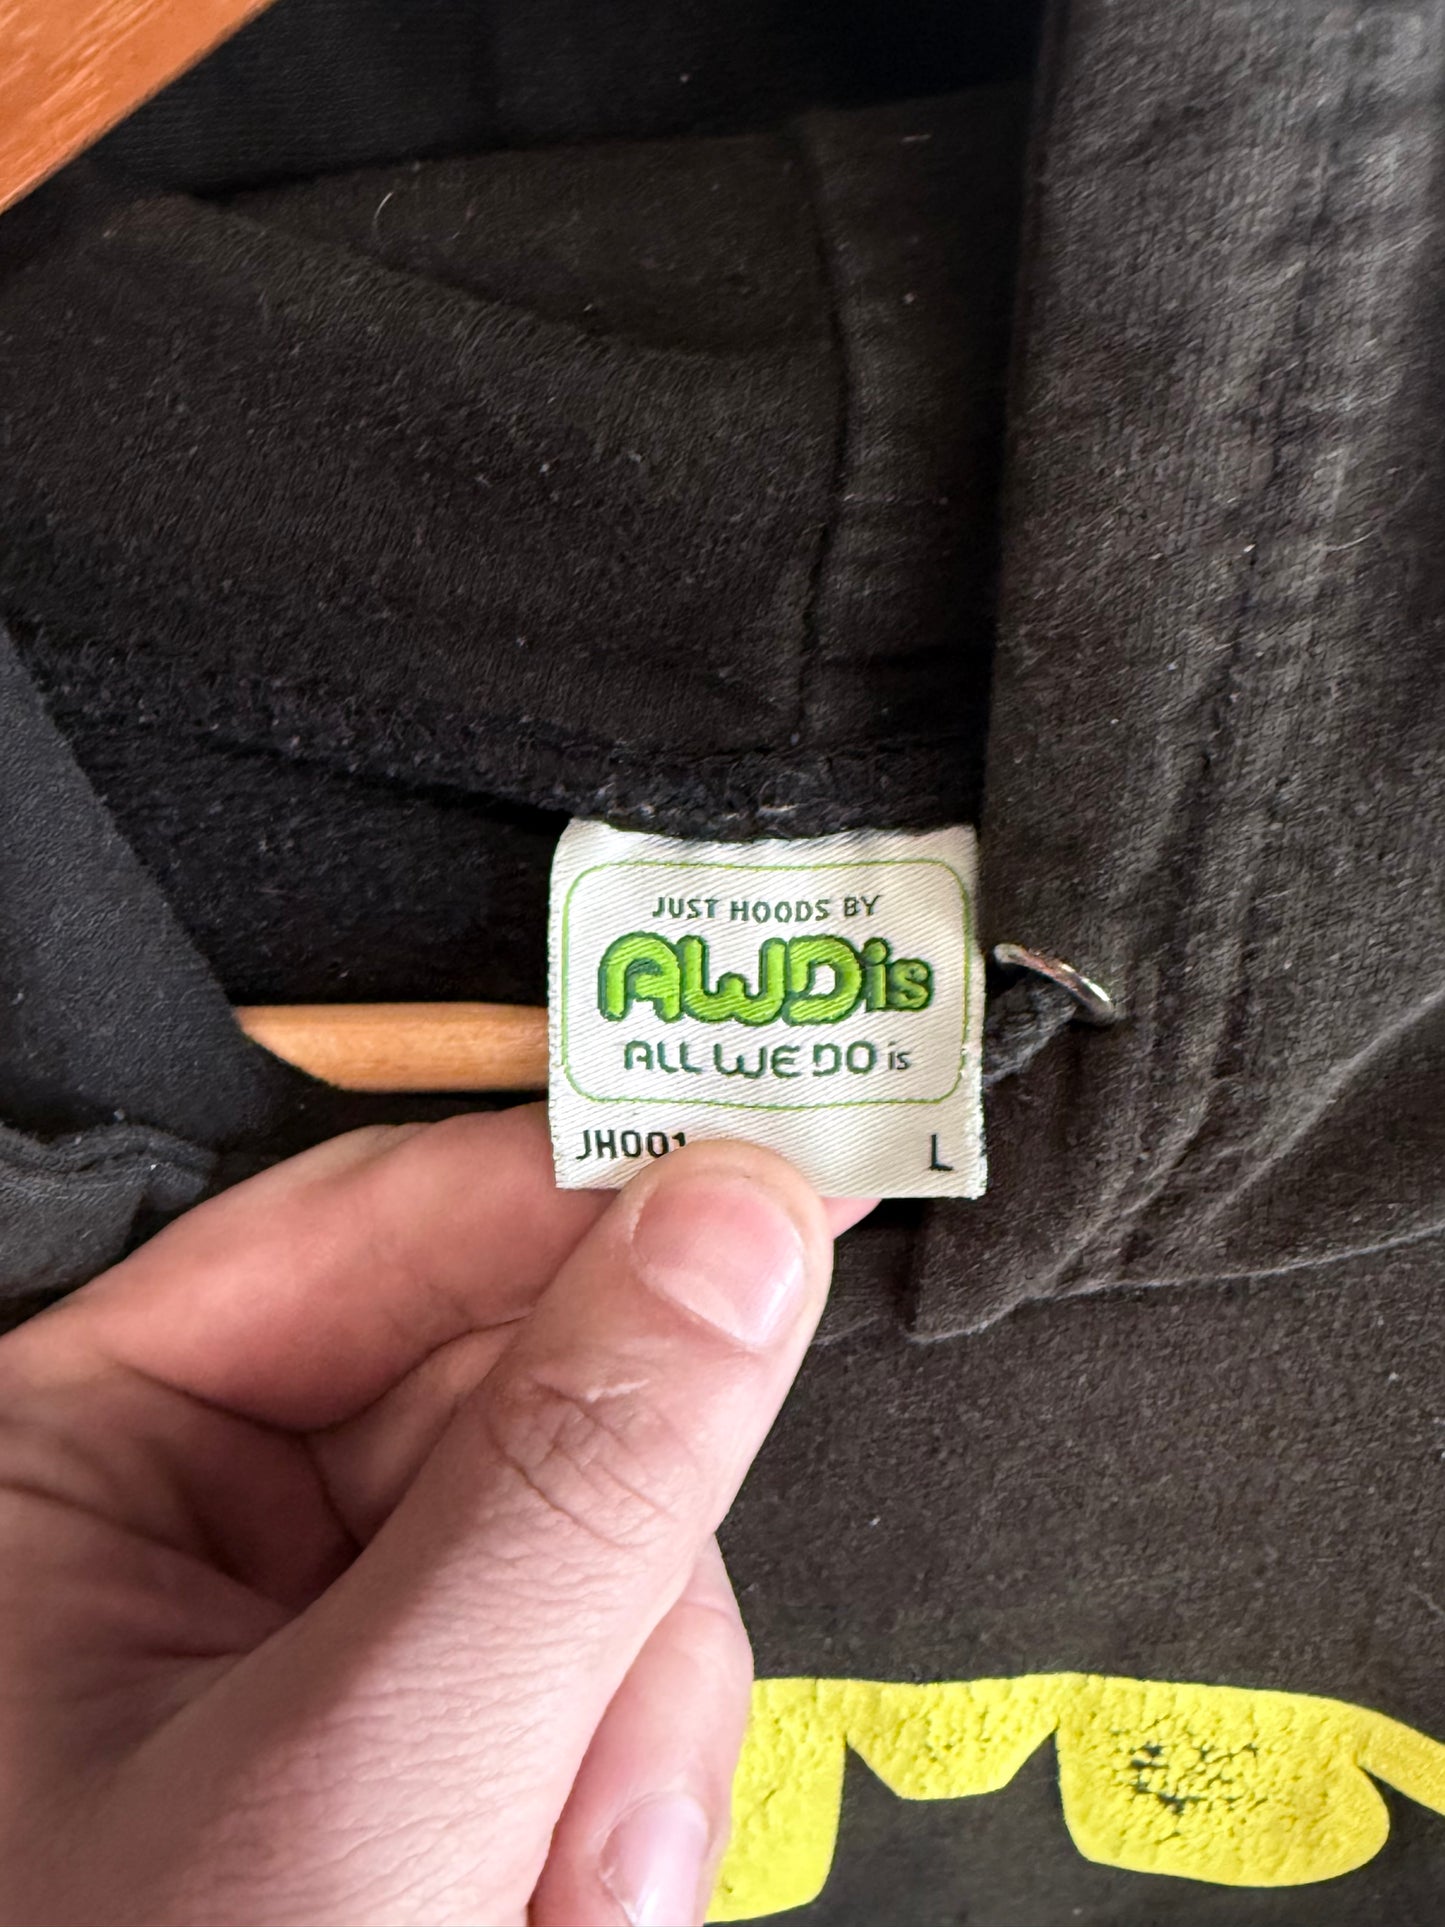 JUST HOODS BY
AWDis
ALL WE DO is
JH001 L